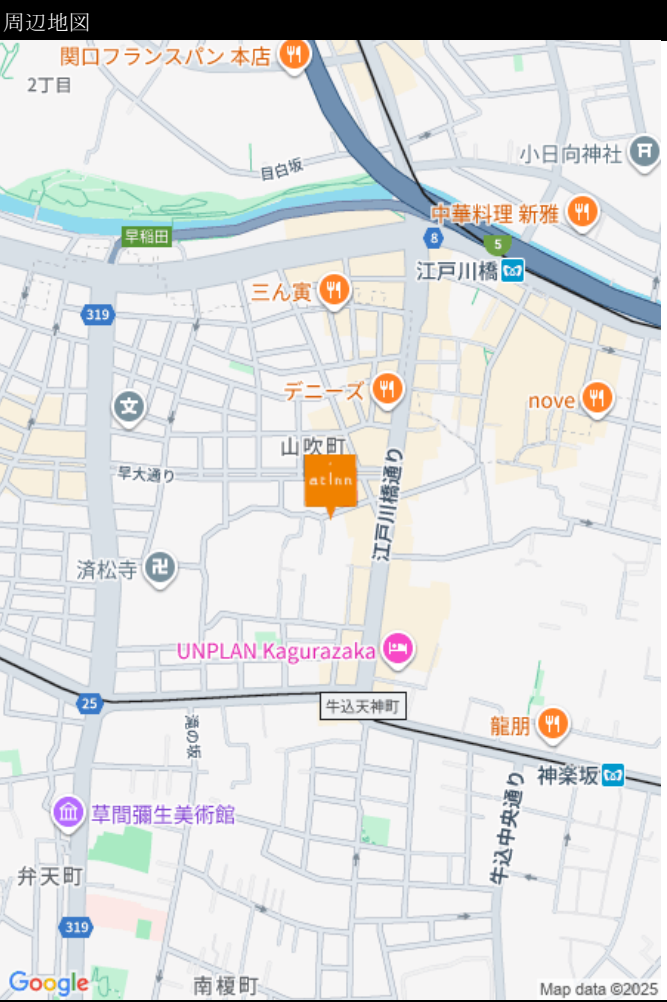 周辺地図
関口フランスパン 本店
2丁目
小日向神社
目白坂
中華料理 新雅
早稲田
8
5
江戸川橋
三ん寅
319
デニーズ
nove
文
山吹町
早大通り
at Inn
江戸川橋通り
済松寺
UNPLAN Kagurazaka
25
牛込天神町
滝の坂
龍朋
神楽坂
草間彌生美術館
牛込中央通り
弁天町
319
南榎町
Google
Map data ©2025